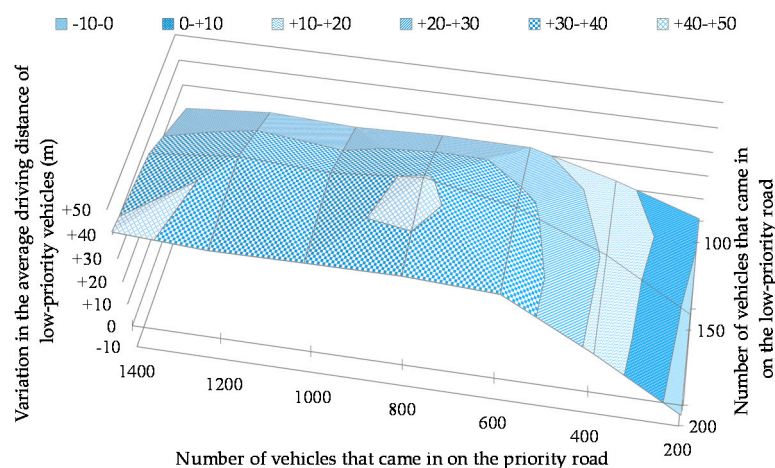 -10-0 0-+10 +10-+20 +20-+30 +30-+40 +40-+50
Variation in the average driving distance of
low-priority vehicles (m)
+50
+40
+30
+20
+10
0
-10
1400
1200
1000
800
600
400
200
Number of vehicles that came in on the priority road
100
150
200
Number of vehicles that came in
on the low-priority road